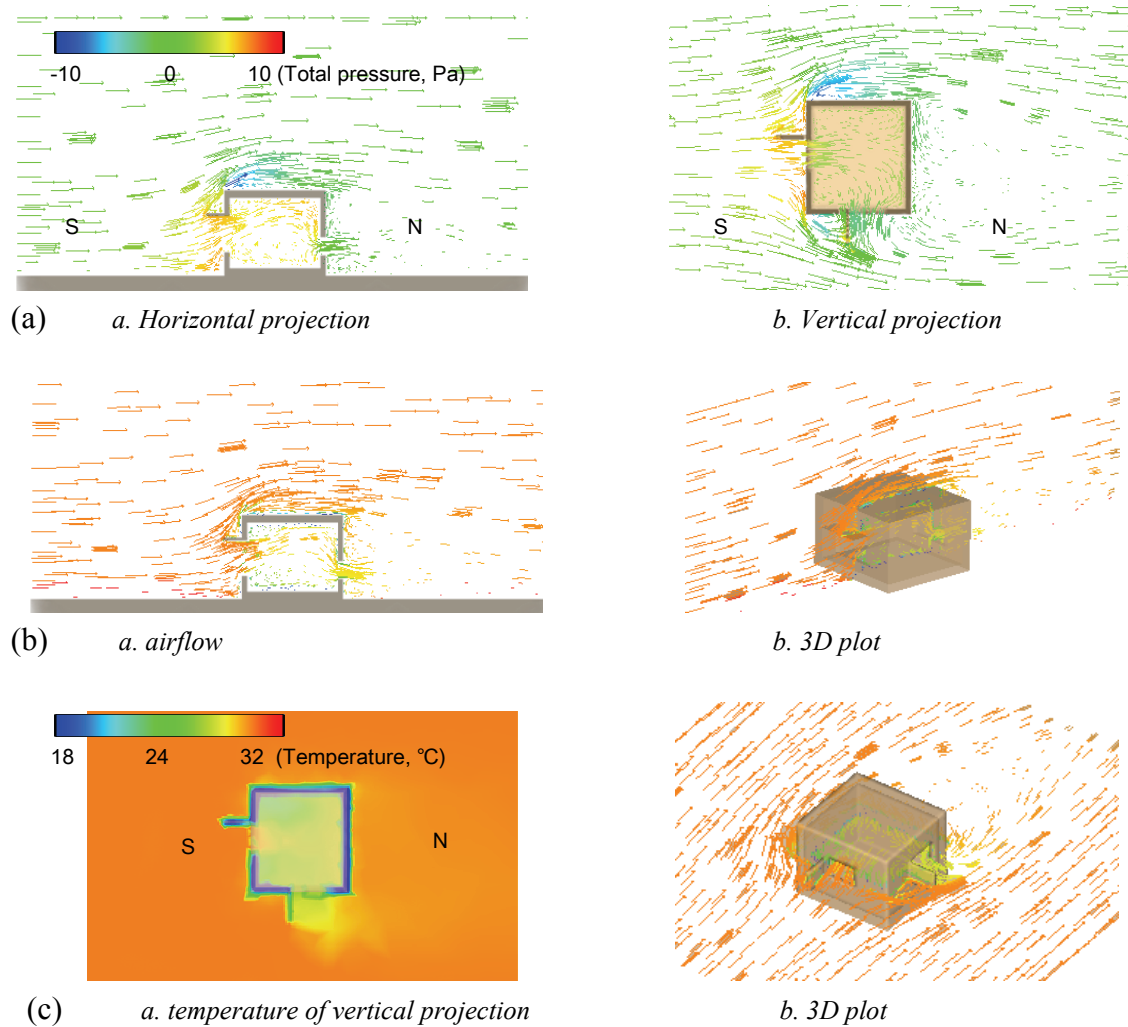 -10 0 10 (Total pressure, Pa)
S N
S N
(a) a. Horizontal projection b. Vertical projection
(b) a. airflow b. 3D plot
18 24 32 (Temperature, °C)
S N
(c) a. temperature of vertical projection b. 3D plot